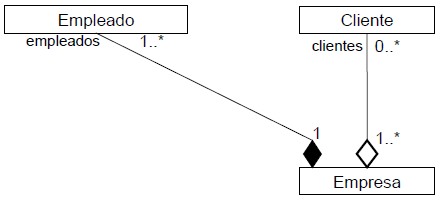 Empleado
Cliente
empleados
1..*
clientes
0..*
1
1..*
Empresa